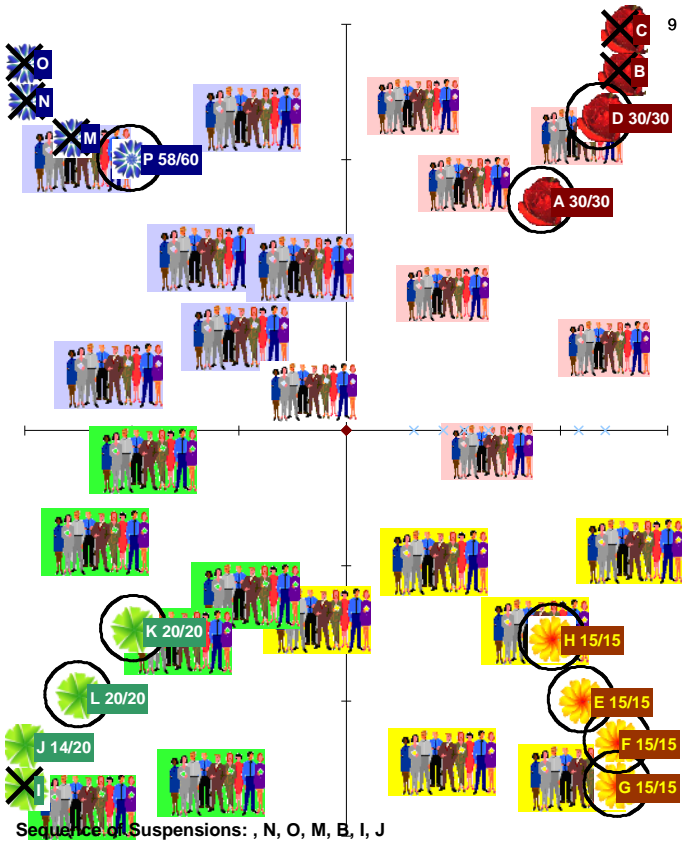 C
9
O
B
N
D 30/30
M
P 58/60
A 30/30
K 20/20
H 15/15
L 20/20
E 15/15
J 14/20
F 15/15
I
G 15/15
Sequence of Suspensions: , N, O, M, B, I, J